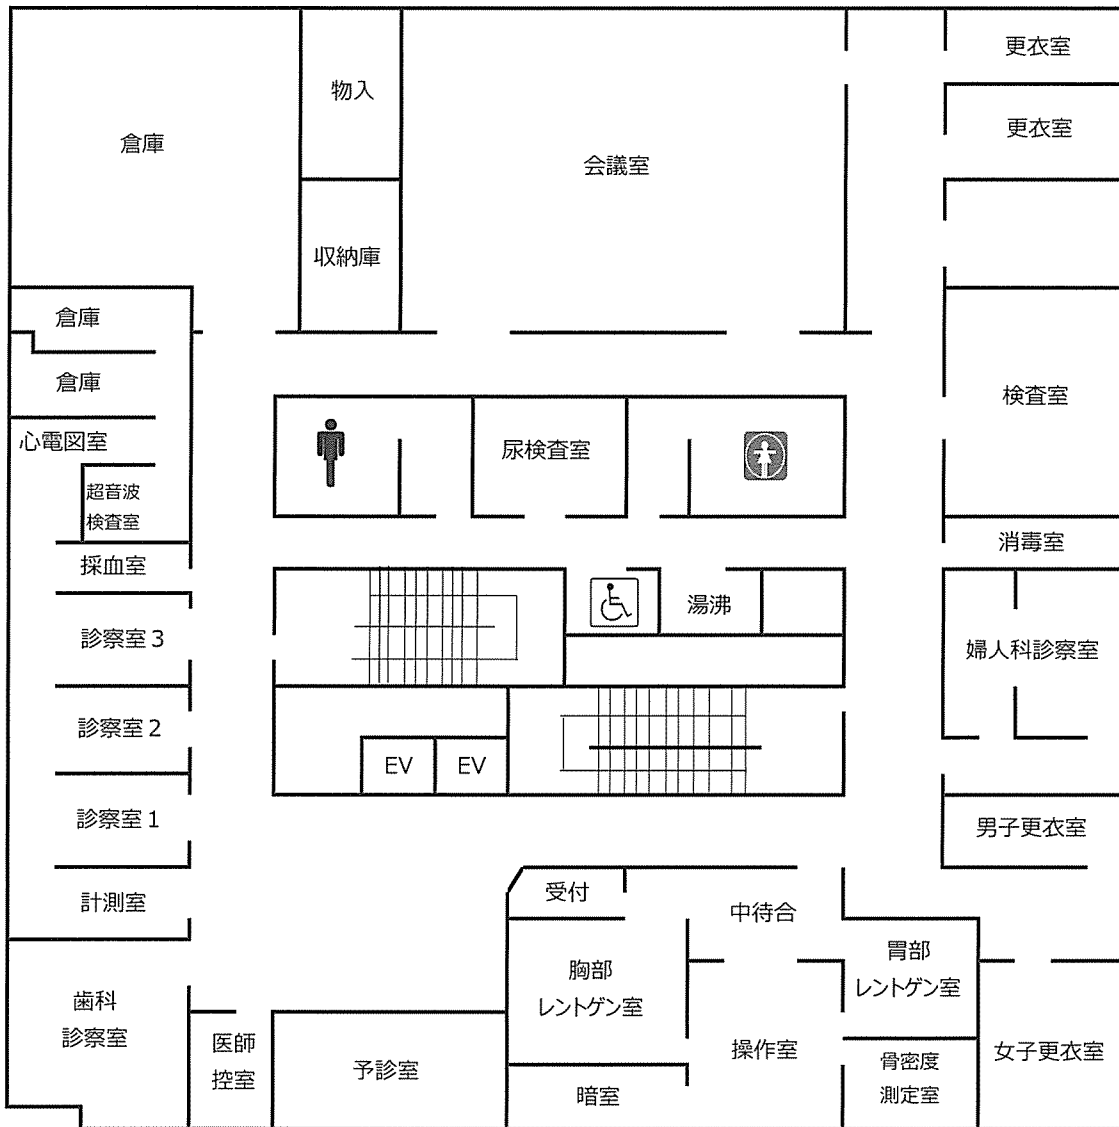 更衣室
物入
更衣室
倉庫
会議室
収納庫
倉庫
倉庫
検査室
心電図室
尿検査室
超音波
検査室
消毒室
採血室
湯沸
診察室3
婦人科診察室
診察室2
EV
EV
診察室1
男子更衣室
受付
計測室
中待合
胸部
レントゲン室
胃部
レントゲン室
歯科
診察室
医師
控室
予診室
操作室
女子更衣室
骨密度
測定室
暗室